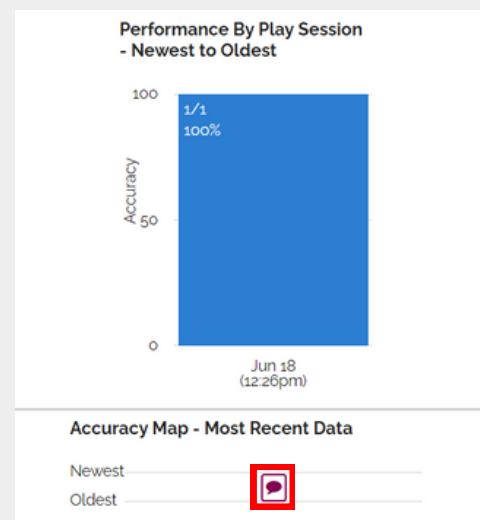 Performance By Play Session
- Newest to Oldest
100
1/1
100%
Accuracy
50
0
Jun 18
(12:26pm)
Accuracy Map - Most Recent Data
Newest
Oldest